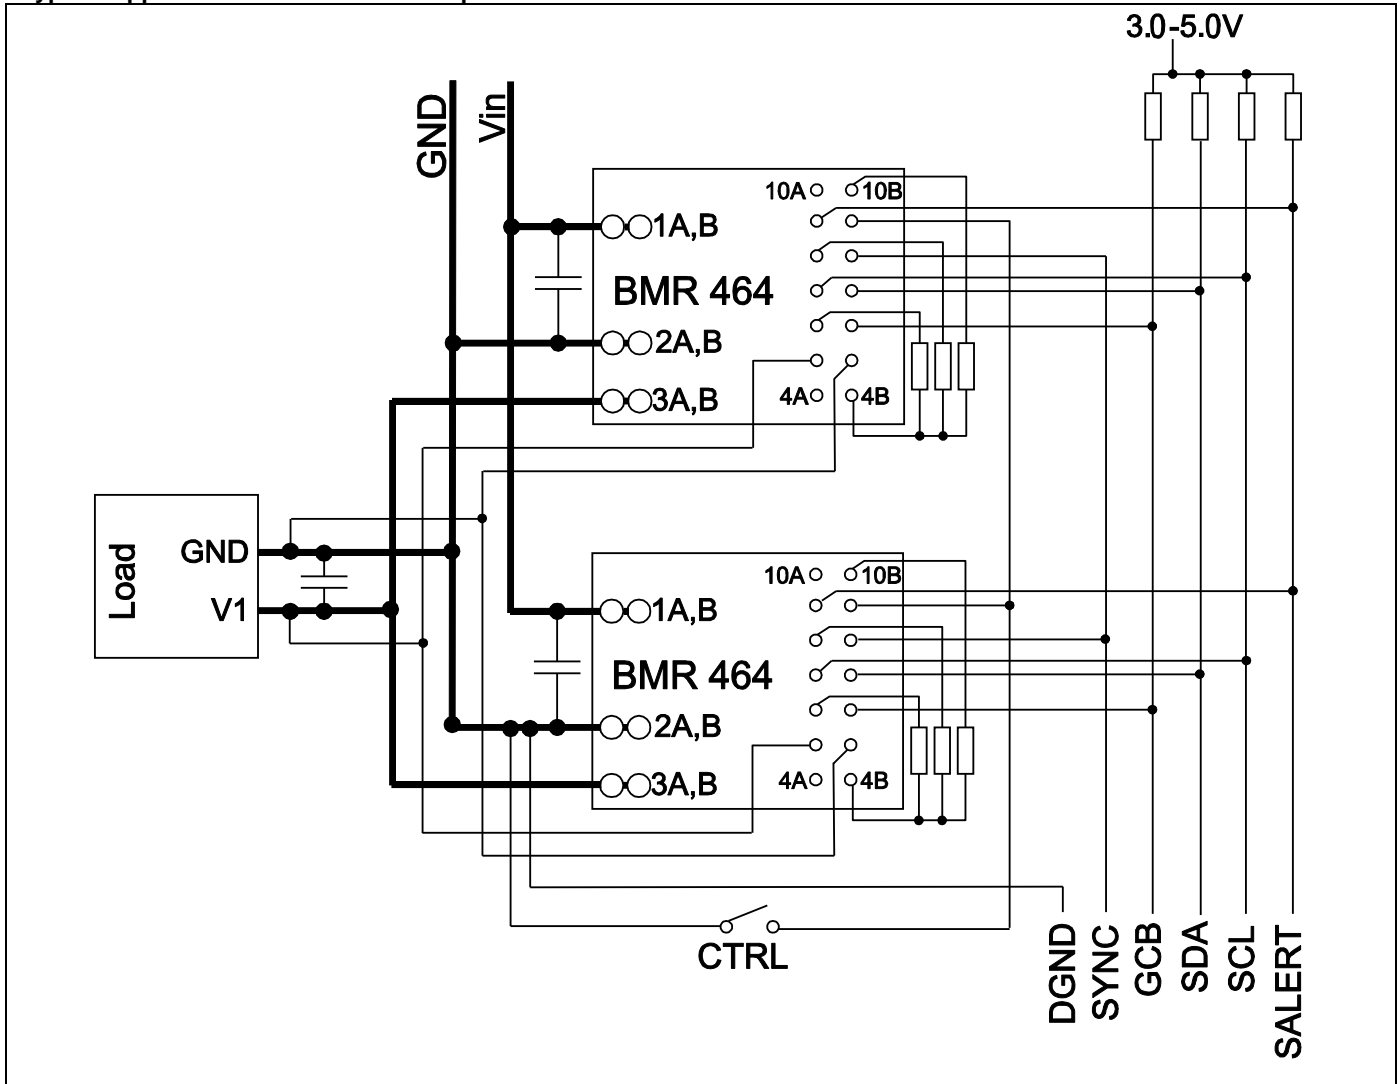 3.0-5.0V
GND
Vin
10A
10B
1A,B
BMR 464
2A,B
3A,B
4A
4B
Load
GND
V1
10A
10B
1A,B
BMR 464
2A,B
3A,B
4A
4B
CTRL
DGND
SYNC
GCB
SDA
SCL
SALERT